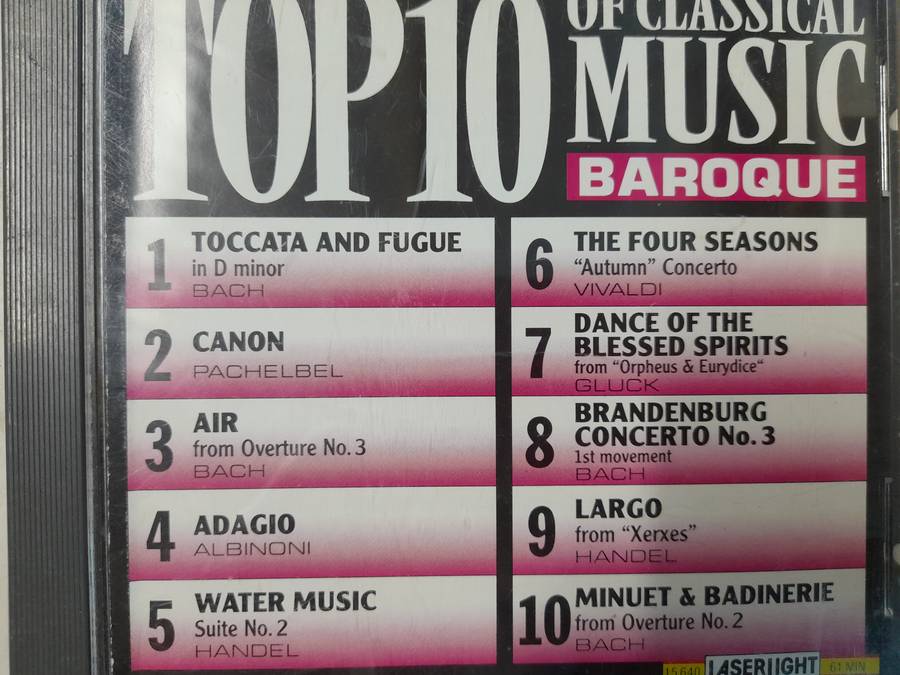 TOP 10
OF CLASSICAL
MUSIC
BAROQUE
1
TOCCATA AND FUGUE
in D minor
BACH
2
CANON
PACHELBEL
3
AIR
from Overture No. 3
BACH
4
ADAGIO
ALBINONI
5
WATER MUSIC
Suite No. 2
HANDEL
6
THE FOUR SEASONS
“Autumn” Concerto
VIVALDI
7
DANCE OF THE
BLESSED SPIRITS
from “Orpheus & Eurydice“
GLUCK
8
BRANDENBURG
CONCERTO No. 3
1st movement
BACH
9
LARGO
from “Xerxes”
HANDEL
10
MINUET & BADINERIE
from Overture No. 2
BACH
15 640 LASERLIGHT 61 MIN